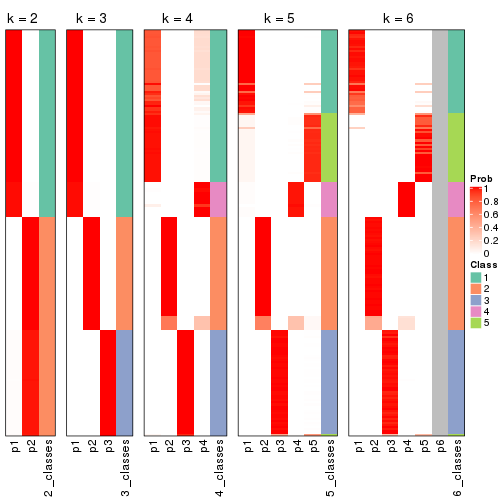 k = 2
k = 3
k = 4
k = 5
k = 6
Prob
1
0.8
0.6
0.4
0.2
0
Class
1
2
3
4
5
p1
p2
2_classes
p1
p2
p3
3_classes
p1
p2
p3
p4
4_classes
p1
p2
p3
p4
p5
5_classes
p1
p2
p3
p4
p5
p6
6_classes